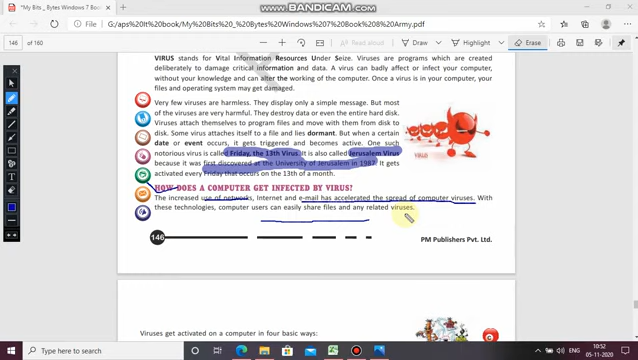 My Bits _ Bytes Windows 7 Book
File | G:/aps%20It%20book/My%20Bits%20_%20Bytes%20Windows%207%20Book%208%20Army.pdf
146 of 160
Read aloud
Draw
Highlight
Erase
VIRUS stands for Vital Information Resources Under Seize. Viruses are programs which are created
deliberately to damage critical information and data. A virus can badly affect or infect your computer,
without your knowledge and can alter the working of the computer. Once a virus is in your computer, your
files and operating system may get damaged.
Very few viruses are harmless. They display only a simple message. But most
of the viruses are very harmful. They destroy data or even the entire hard disk.
Viruses attach themselves to program files and move with them from disk to
disk. Some virus attaches itself to a file and lies dormant. But when a certain
date or event occurs, it gets triggered and becomes active. One such
notorious virus is called Friday, the 13th Virus. It is also called Jerusalem Virus
because it was first discovered at the University of Jerusalem in 1987. It gets
activated every Friday that occurs on the 13th of a month.
VIRUS
HOW DOES A COMPUTER GET INFECTED BY VIRUS?
The increased use of networks, Internet and e-mail has accelerated the spread of computer viruses. With
these technologies, computer users can easily share files and any related viruses.
146
PM Publishers Pvt. Ltd.
Viruses get activated on a computer in four basic ways:
10:52
05-11-2020